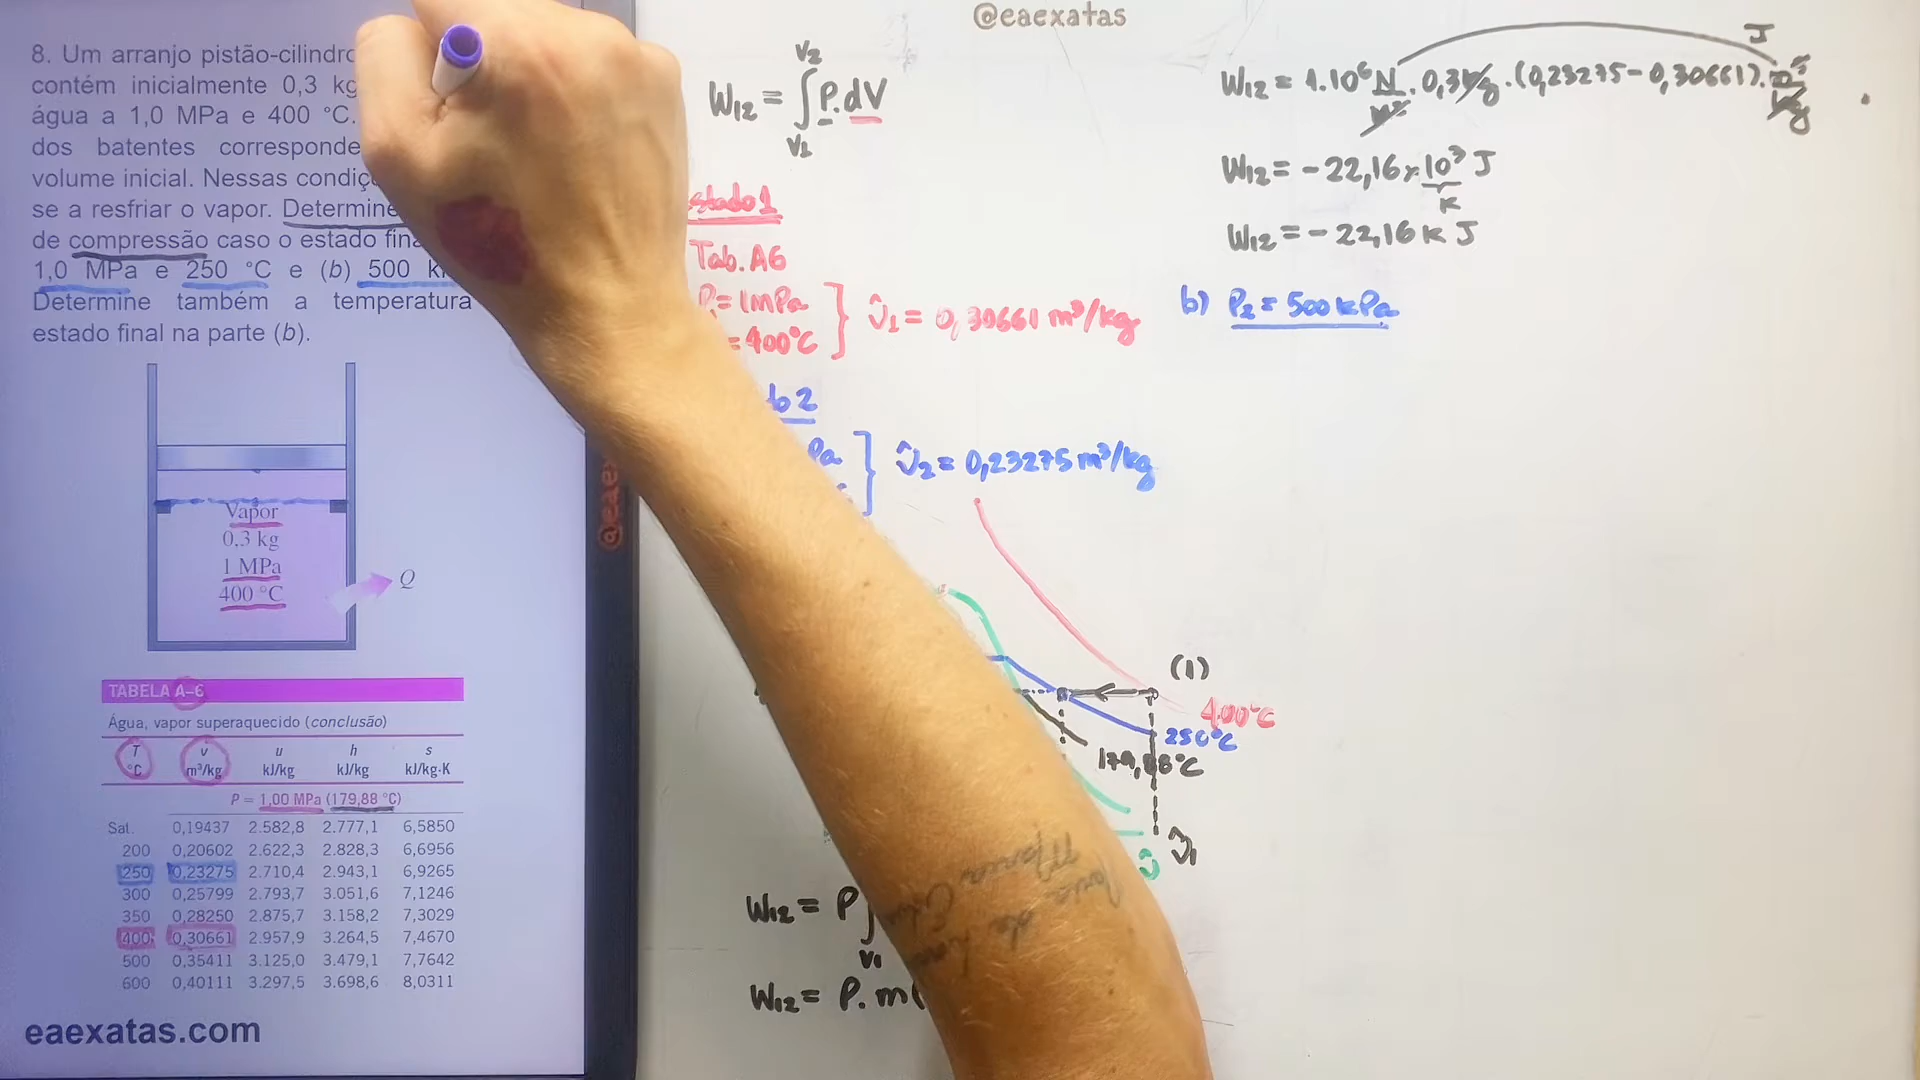 @eaexatas
8. Um arranjo pistão-cilindro
contém inicialmente 0,3 kg
água a 1,0 MPa e 400 °C.
dos batentes corresponde
volume inicial. Nessas
se a resfriar o vapor. Determine
de compressão caso o estado
1,0 MPa e 250 °C e (b) 500
Determine também a temperatura
estado final na parte (b).
Vapor
0,3 kg
1 MPa
400 °C
Q
TABELA A-6
Água, vapor superaquecido (conclusão)
T v u h s
°C m³/kg kJ/kg kJ/kg kJ/kg·K
P = 1,00 MPa (179,88 °C)
Sat. 0,19437 2.582,8 2.777,1 6,5850
200 0,20602 2.622,3 2.828,3 6,6956
250 0,23275 2.710,4 2.943,1 6,9265
300 0,25799 2.793,7 3.051,6 7,1246
350 0,28250 2.875,7 3.158,2 7,3029
400 0,30661 2.957,9 3.264,5 7,4670
500 0,35411 3.125,0 3.479,1 7,7642
600 0,40111 3.297,5 3.698,6 8,0311
eaexatas.com
W12 = ∫ P. dV
V2
V1
Tab. A6
= 1MPa
= 400°C
v̂1 = 0,30661 m³/kg
2
v̂2 = 0,23275 m³/kg
(1)
400°C
250°C
179,88°C
v̂1
v̂
W12 = P ∫
V1
W12 = P. m(
W12 = 1.10⁶ N/m² . 0,3 kg . (0,23275 - 0,30661). m³/kg
J
W12 = -22,16 x 10³ J
K
W12 = -22,16 k J
b) P2 = 500 kPa